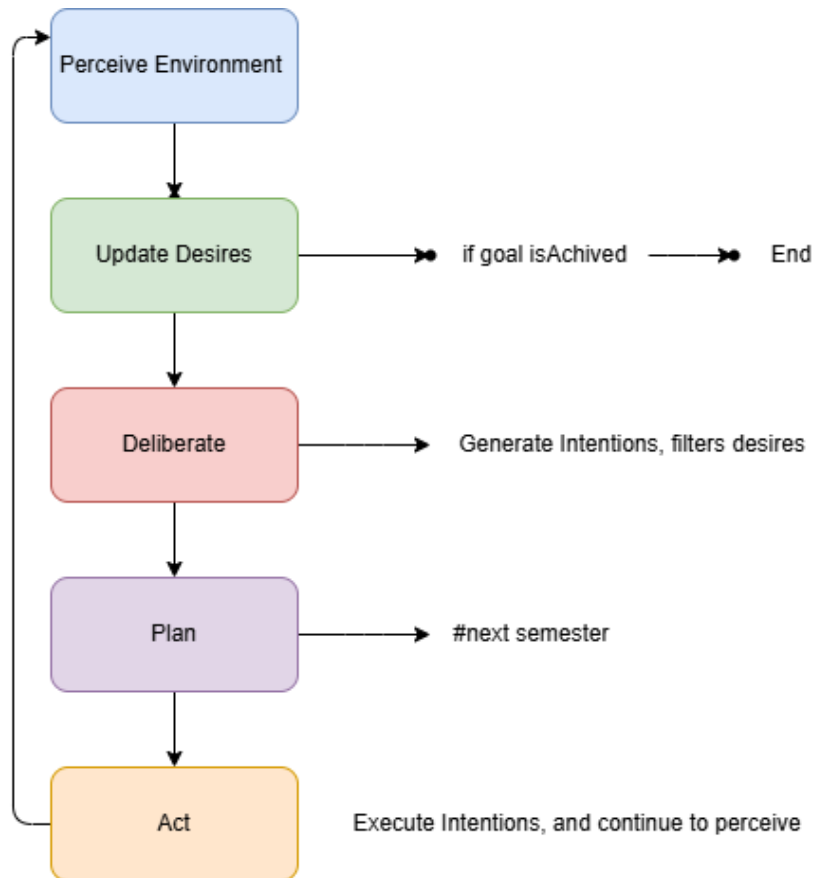 Perceive Environment
Update Desires
if goal isAchived
End
Deliberate
Generate Intentions, filters desires
Plan
#next semester
Act
Execute Intentions, and continue to perceive